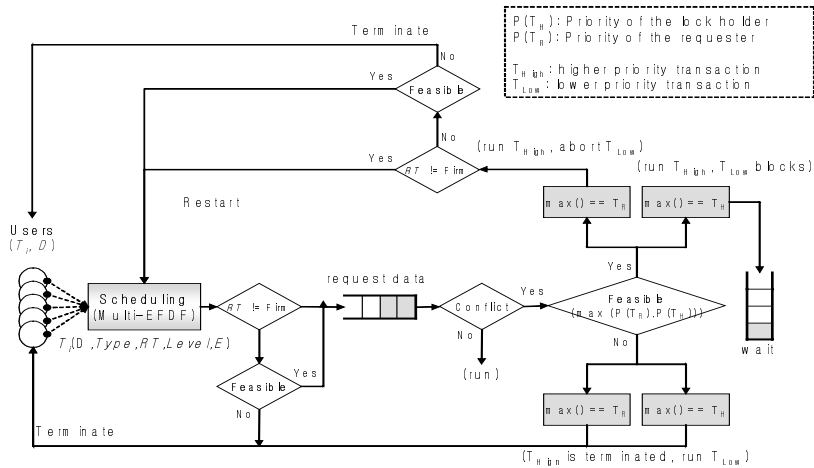 P(T_H): Priority of the lock holder
P(T_R): Priority of the requester
T_High: higher priority transaction
T_Low: lower priority transaction
Terminate
No
Yes
Feasible
No
(run T_High, abort T_Low)
Yes
RT != Firm
(run T_High, T_Low blocks)
max() == T_R
max() == T_H
Restart
Users
(T_i, D)
Yes
request data
Scheduling
(Multi-EFDF)
RT != Firm
Conflict
Yes
Feasible
(max(P(T_R).P(T_H)))
T_i(D,Type,RT,Level,E)
No
wait
No
Feasible
Yes
(run)
No
max() == T_R
max() == T_H
Terminate
(T_High is terminated, run T_Low)